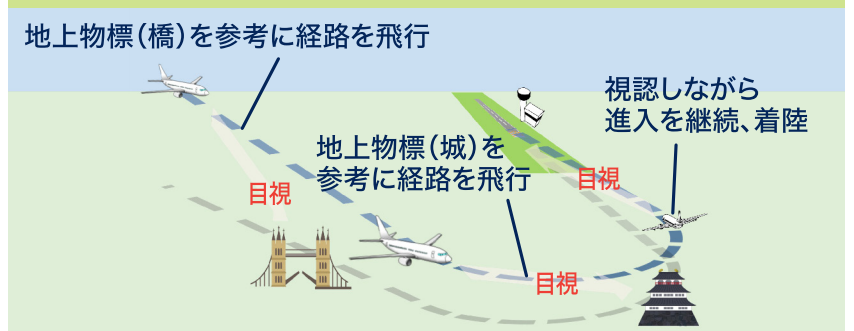 地上物標（橋）を参考に経路を飛行
視認しながら
進入を継続、着陸
地上物標（城）を
参考に経路を飛行
目視
目視
目視